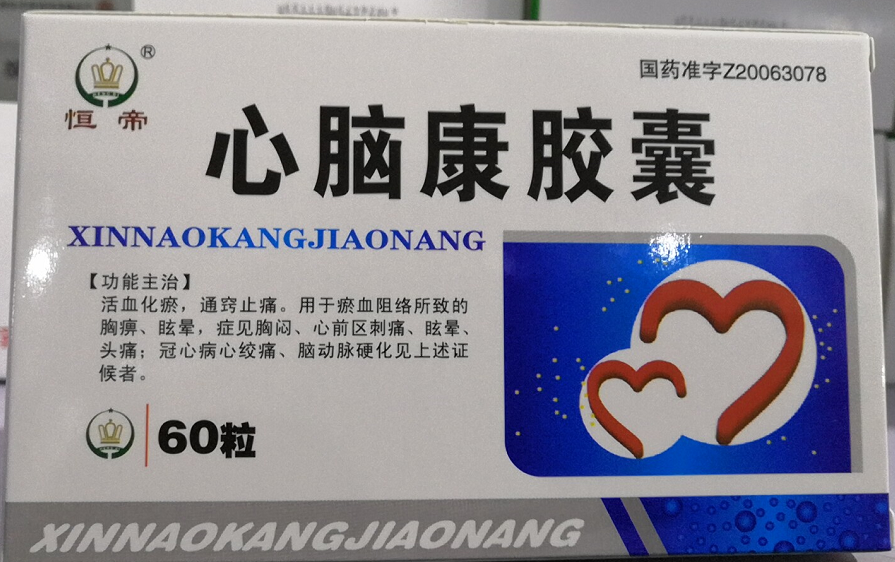 国药准字Z20063078
®
恒帝
心脑康胶囊
XINNAOKANGJIAONANG
【功能主治】
活血化瘀，通窍止痛。用于瘀血阻络所致的
胸痹、眩晕，症见胸闷、心前区刺痛、眩晕、
头痛；冠心病心绞痛、脑动脉硬化见上述证
候者。
60粒
XINNAOKANGJIAONANG